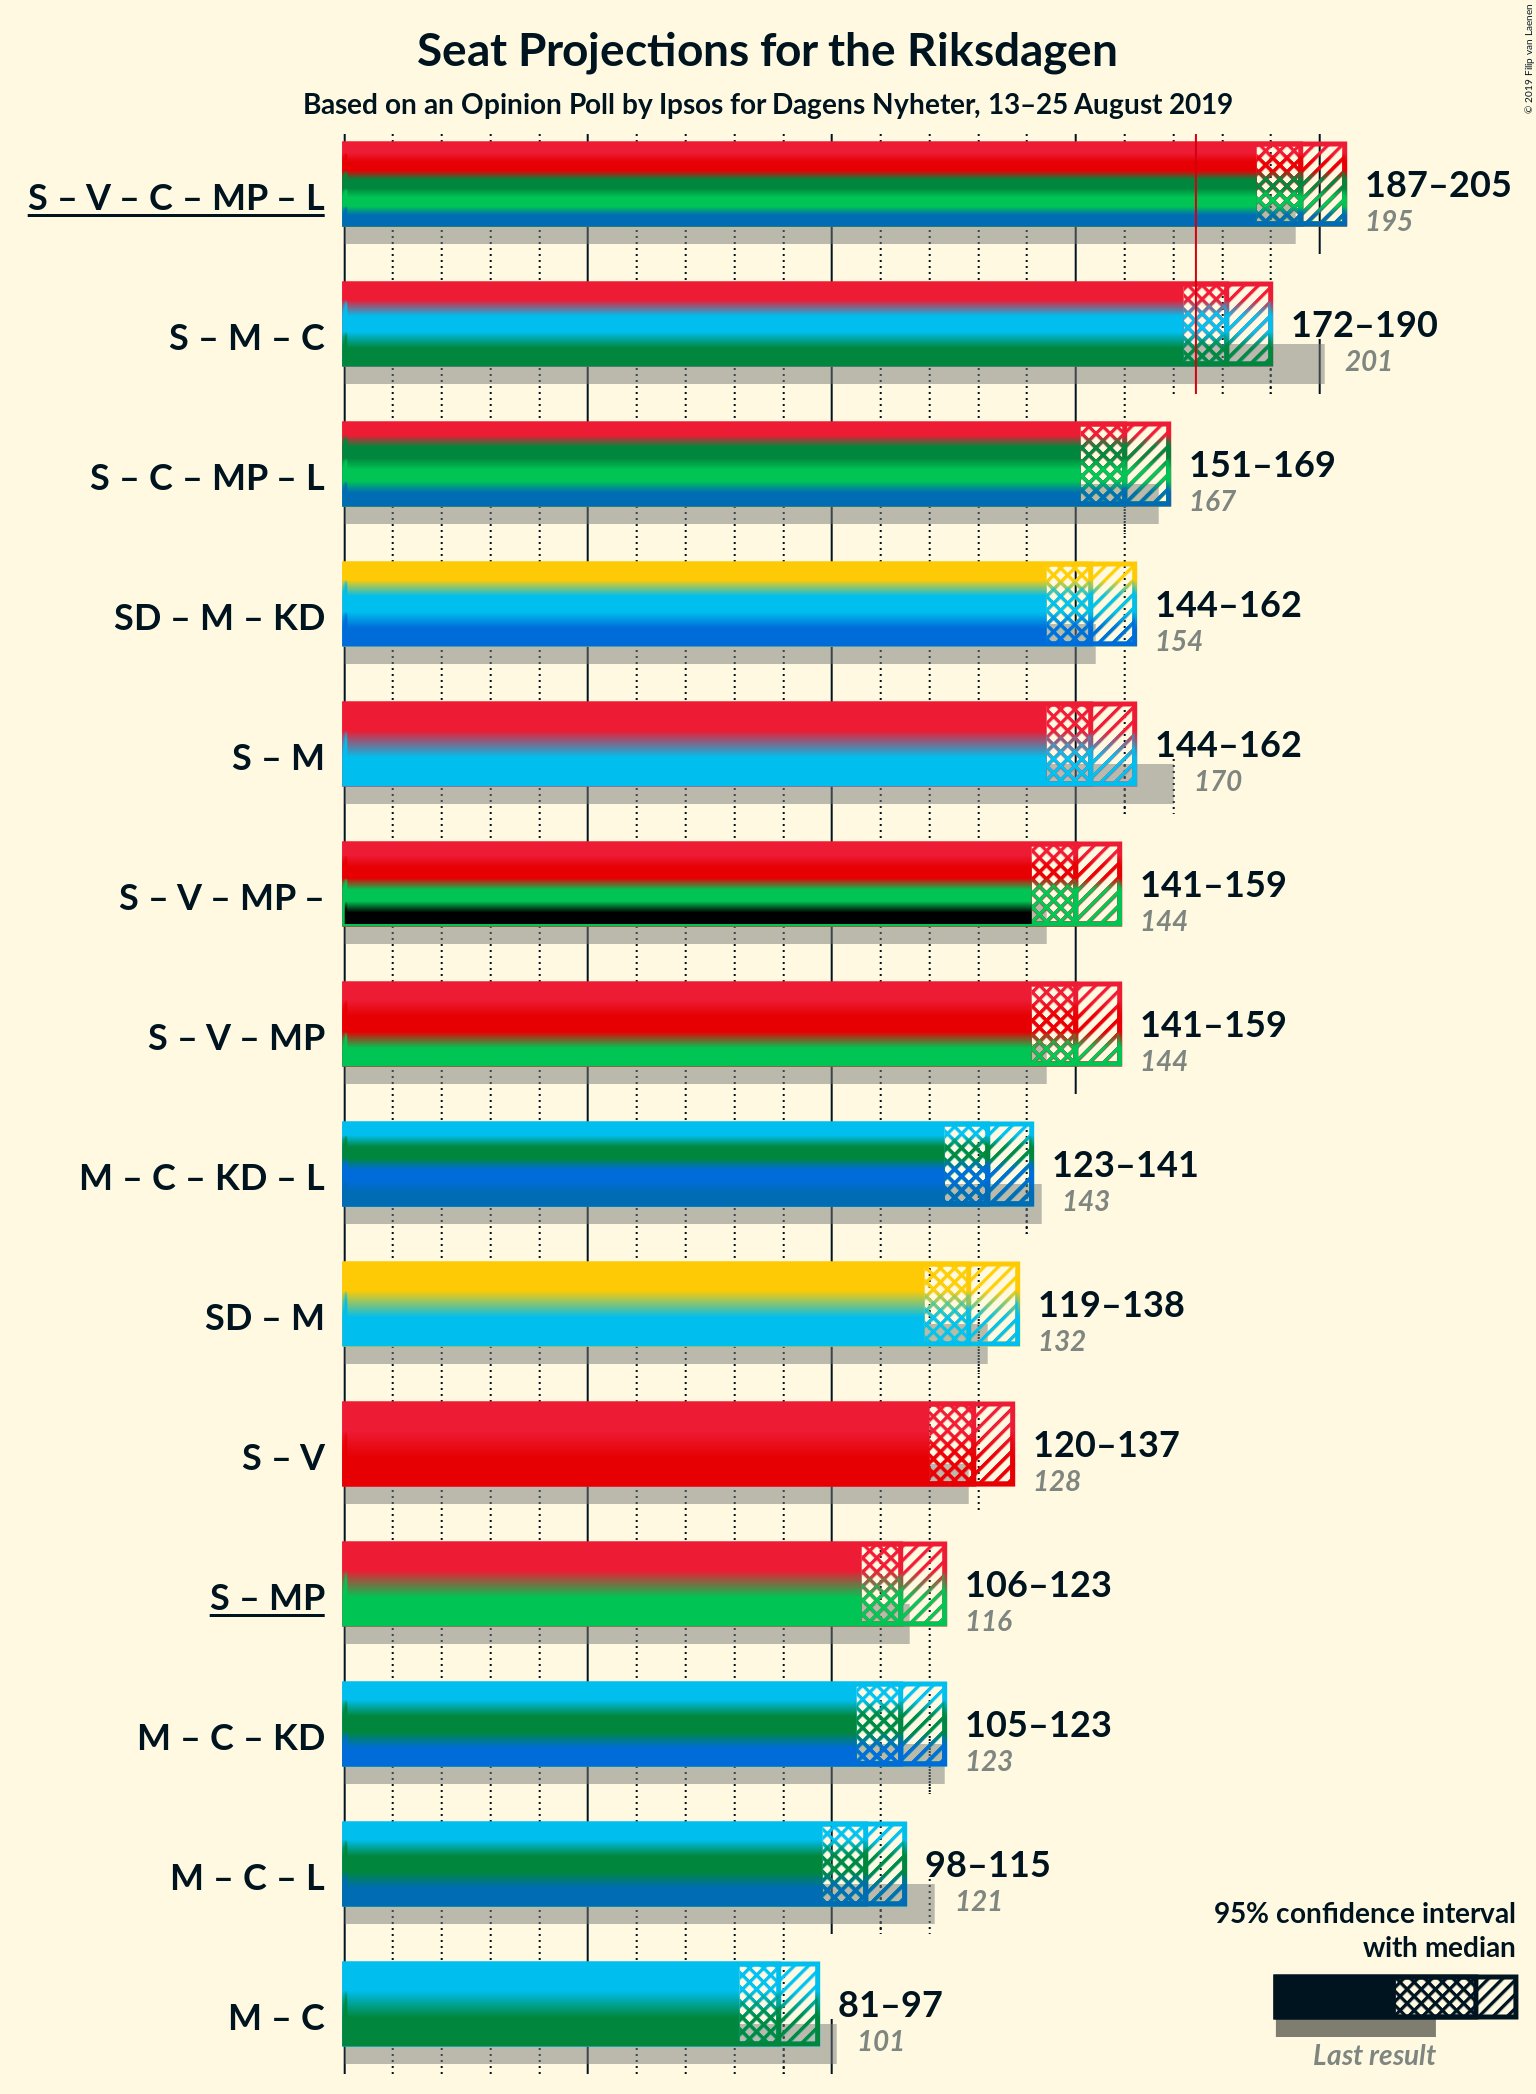 Seat Projections for the Riksdagen
Based on an Opinion Poll by Ipsos for Dagens Nyheter, 13–25 August 2019
© 2019 Filip van Laenen
S – V – C – MP – L
187–205
195
S – M – C
172–190
201
S – C – MP – L
151–169
167
SD – M – KD
144–162
154
S – M
144–162
170
S – V – MP –
141–159
144
S – V – MP
141–159
144
M – C – KD – L
123–141
143
SD – M
119–138
132
S – V
120–137
128
S – MP
106–123
116
M – C – KD
105–123
123
M – C – L
98–115
121
M – C
81–97
101
95% confidence interval
with median
Last result